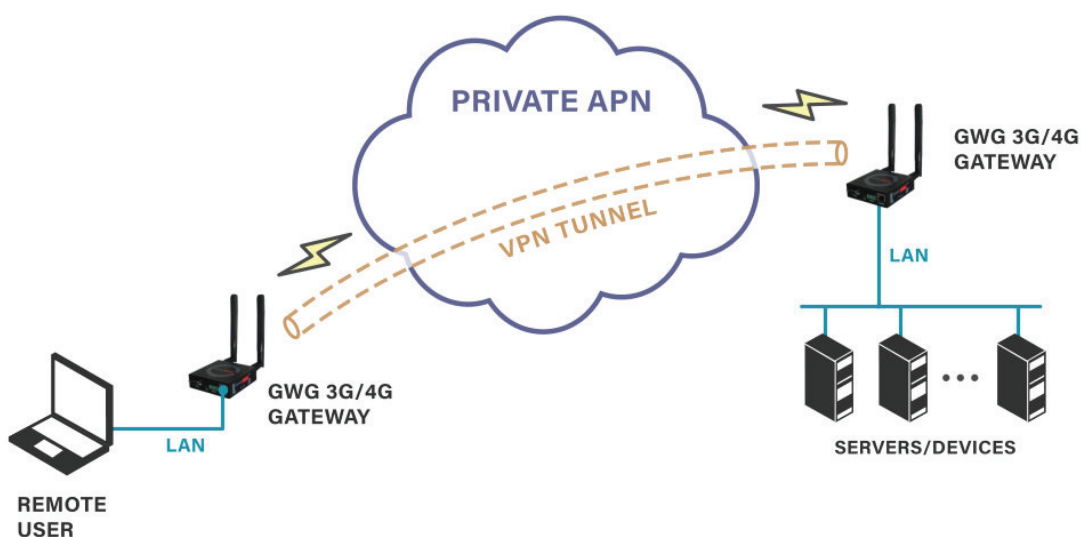 PRIVATE APN
GWG 3G/4G
GATEWAY
VPN TUNNEL
LAN
GWG 3G/4G
GATEWAY
LAN
SERVERS/DEVICES
REMOTE
USER